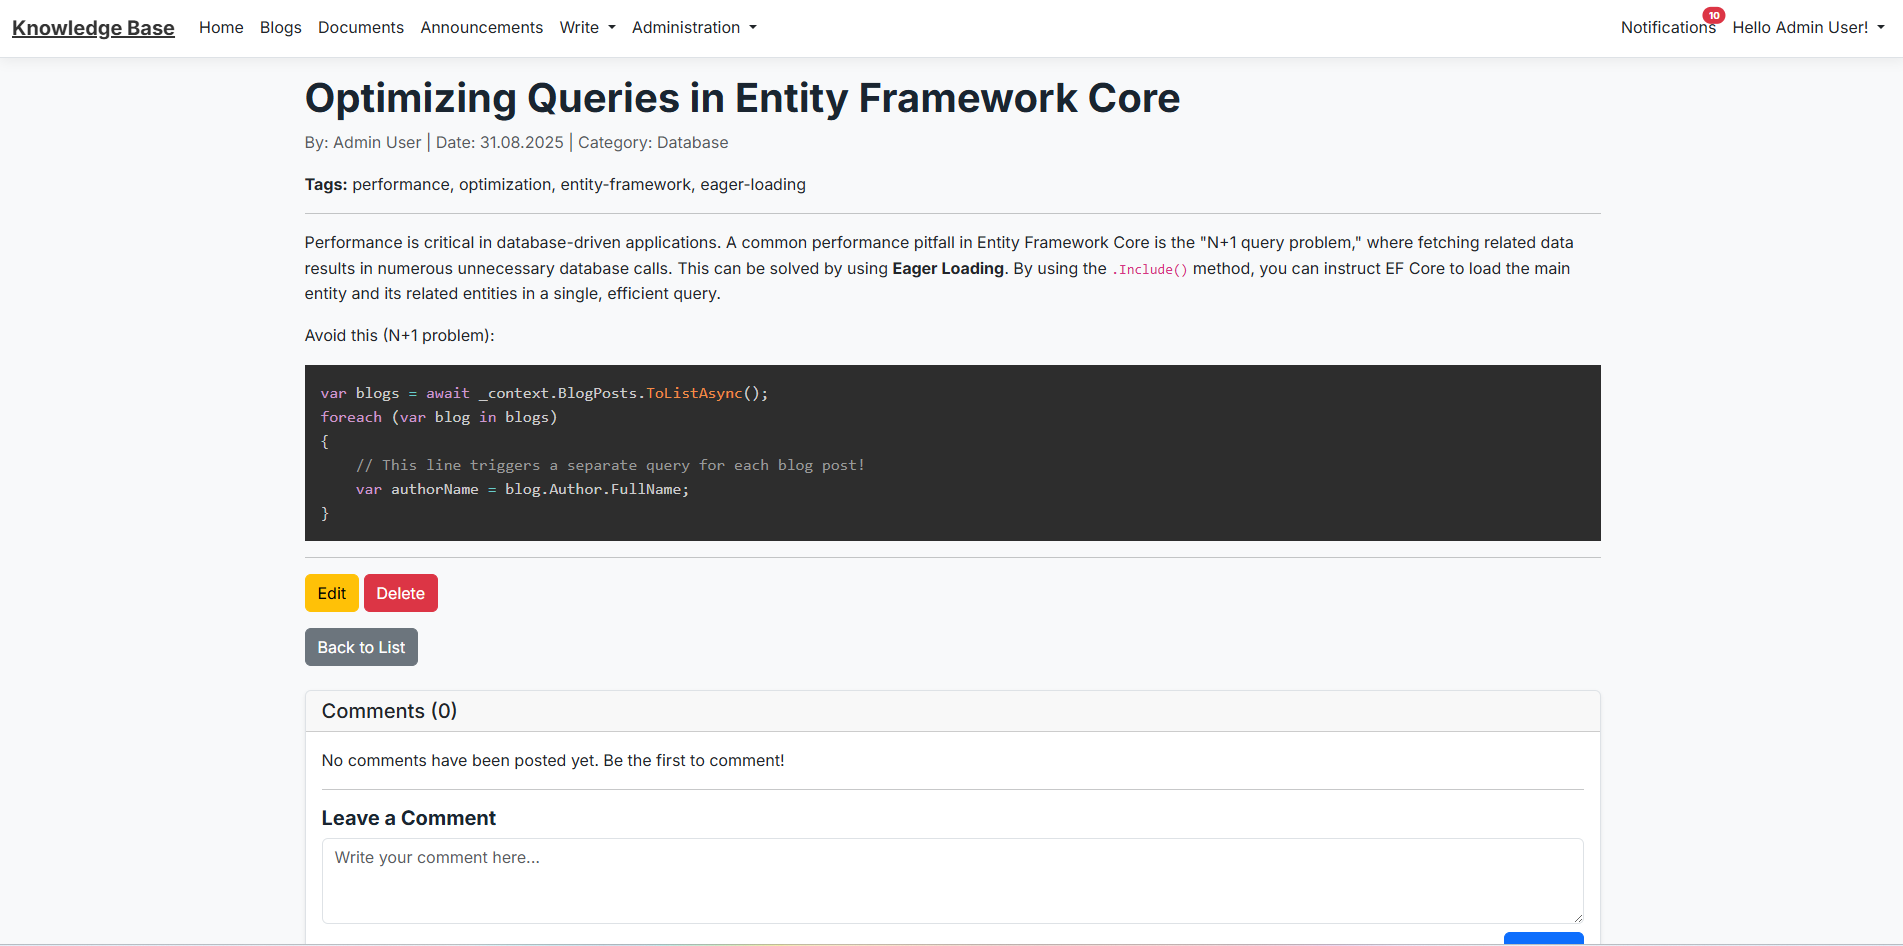 Knowledge Base Home Blogs Documents Announcements Write Administration Notifications 10 Hello Admin User!
Optimizing Queries in Entity Framework Core
By: Admin User | Date: 31.08.2025 | Category: Database
Tags: performance, optimization, entity-framework, eager-loading
Performance is critical in database-driven applications. A common performance pitfall in Entity Framework Core is the "N+1 query problem," where fetching related data
results in numerous unnecessary database calls. This can be solved by using Eager Loading. By using the .Include() method, you can instruct EF Core to load the main
entity and its related entities in a single, efficient query.
Avoid this (N+1 problem):
var blogs = await _context.BlogPosts.ToListAsync();
foreach (var blog in blogs)
{
    // This line triggers a separate query for each blog post!
    var authorName = blog.Author.FullName;
}
Edit Delete
Back to List
Comments (0)
No comments have been posted yet. Be the first to comment!
Leave a Comment
Write your comment here...